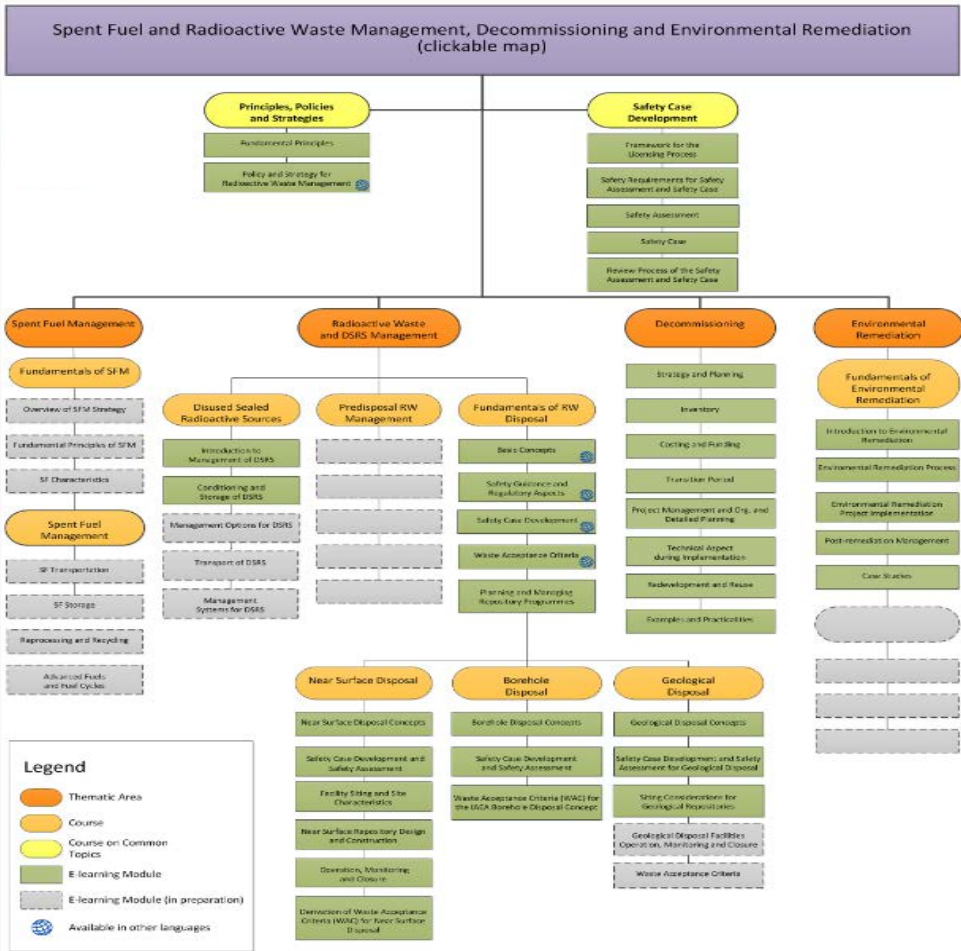 Spent Fuel and Radioactive Waste Management, Decommissioning and Environmental Remediation
(clickable map)
Principles, Policies
and Strategies
Fundamental Principles
Policy and Strategy for
Radioactive Waste Management
Safety Case
Development
Framework for the
Licensing Process
Safety Requirements for Safety
Assessment and Safety Case
Safety Assessment
Safety Case
Review Process of the Safety
Assessment and Safety Case
Spent Fuel Management
Fundamentals of SFM
Overview of SFM Strategy
Fundamental Principles of SFM
SF Characteristics
Spent Fuel
Management
SF Transportation
SF Storage
Reprocessing and Recycling
Advanced Fuels
and Fuel Cycles
Radioactive Waste
and DSRS Management
Disused Sealed
Radioactive Sources
Introduction to
Management of DSRS
Conditioning and
Storage of DSRS
Management Options for DSRS
Transport of DSRS
Management
Systems for DSRS
Predisposal RW
Management
Fundamentals of RW
Disposal
Basic Concepts
Safety Guidance and
Regulatory Aspects
Safety Case Development
Waste Acceptance Criteria
Planning and Managing
Repository Programmes
Near Surface Disposal
Near Surface Disposal Concepts
Safety Case Development and
Safety Assessment
Facility Siting and Site
Characteristics
Near Surface Repository Design
and Construction
Operation, Monitoring
and Closure
Derivation of Waste Acceptance
Criteria (WAC) for Near Surface
Disposal
Borehole
Disposal
Borehole Disposal Concepts
Safety Case Development
and Safety Assessment
Waste Acceptance Criteria (WAC) for
the IAEA Borehole Disposal Concept
Geological
Disposal
Geological Disposal Concepts
Safety Case Development and Safety
Assessment for Geological Disposal
Siting Considerations for
Geological Repositories
Geological Disposal Facilities
Operation, Monitoring and Closure
Waste Acceptance Criteria
Decommissioning
Strategy and Planning
Inventory
Costing and Funding
Transition Period
Project Management and Org. and
Detailed Planning
Technical Aspect
during Implementation
Redevelopment and Reuse
Examples and Practicalities
Environmental
Remediation
Fundamentals of
Environmental
Remediation
Introduction to Environmental
Remediation
Enviromental Remediation Process
Environmental Remediation
Project Implementation
Post-remediation Management
Case Studies
Legend
Thematic Area
Course
Course on Common
Topics
E-learning Module
E-learning Module (in preparation)
Available in other languages